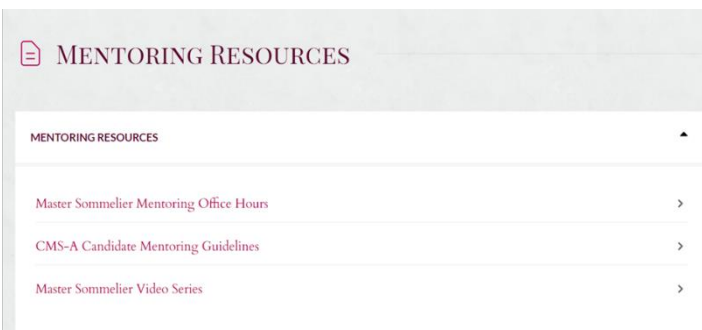 Mentoring Resources
MENTORING RESOURCES
Master Sommelier Mentoring Office Hours
CMS-A Candidate Mentoring Guidelines
Master Sommelier Video Series